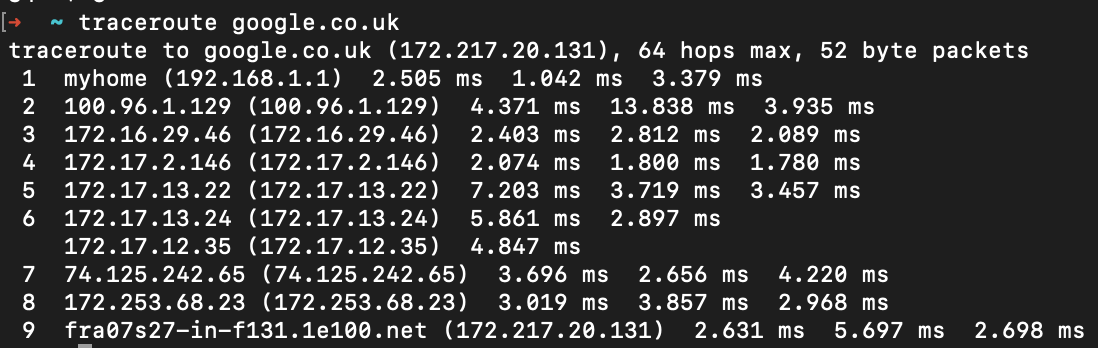 [➜  ~ traceroute google.co.uk
traceroute to google.co.uk (172.217.20.131), 64 hops max, 52 byte packets
 1  myhome (192.168.1.1)  2.505 ms  1.042 ms  3.379 ms
 2  100.96.1.129 (100.96.1.129)  4.371 ms  13.838 ms  3.935 ms
 3  172.16.29.46 (172.16.29.46)  2.403 ms  2.812 ms  2.089 ms
 4  172.17.2.146 (172.17.2.146)  2.074 ms  1.800 ms  1.780 ms
 5  172.17.13.22 (172.17.13.22)  7.203 ms  3.719 ms  3.457 ms
 6  172.17.13.24 (172.17.13.24)  5.861 ms  2.897 ms
    172.17.12.35 (172.17.12.35)  4.847 ms
 7  74.125.242.65 (74.125.242.65)  3.696 ms  2.656 ms  4.220 ms
 8  172.253.68.23 (172.253.68.23)  3.019 ms  3.857 ms  2.968 ms
 9  fra07s27-in-f131.1e100.net (172.217.20.131)  2.631 ms  5.697 ms  2.698 ms